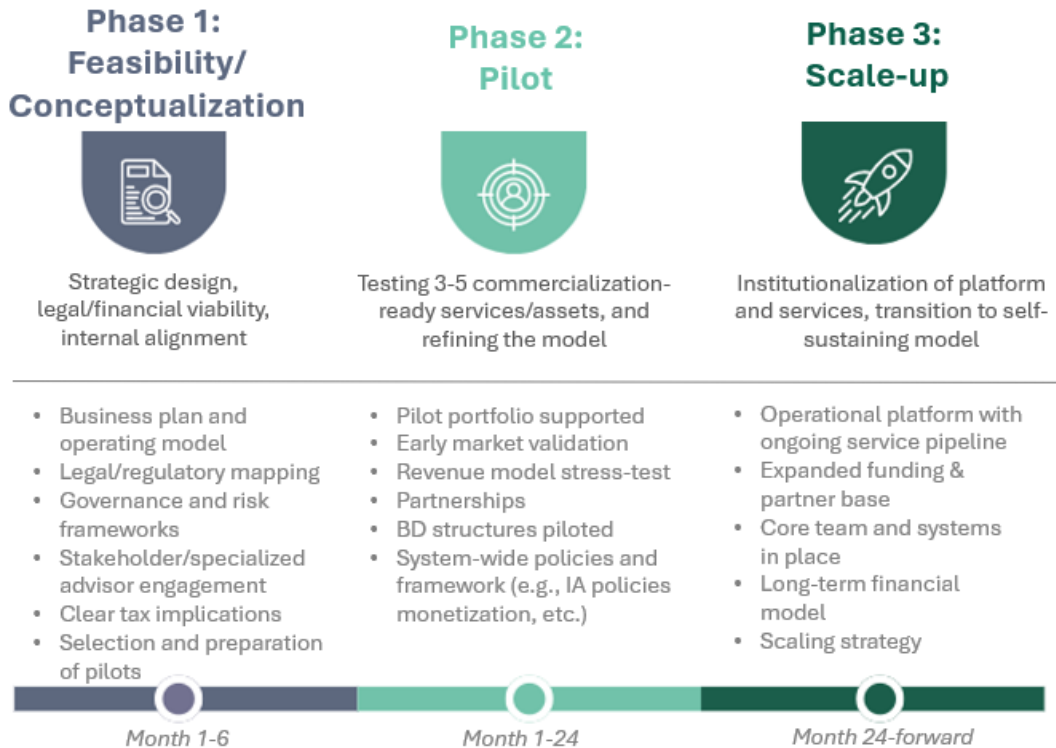 Phase 1:
Feasibility/
Conceptualization
Strategic design,
legal/financial viability,
internal alignment
• Business plan and
operating model
• Legal/regulatory mapping
• Governance and risk
frameworks
• Stakeholder/specialized
advisor engagement
• Clear tax implications
• Selection and preparation
of pilots
Month 1-6
Phase 2:
Pilot
Testing 3-5 commercialization-
ready services/assets, and
refining the model
• Pilot portfolio supported
• Early market validation
• Revenue model stress-test
• Partnerships
• BD structures piloted
• System-wide policies and
framework (e.g., IA policies
monetization, etc.)
Month 1-24
Phase 3:
Scale-up
Institutionalization of platform
and services, transition to self-
sustaining model
• Operational platform with
ongoing service pipeline
• Expanded funding &
partner base
• Core team and systems
in place
• Long-term financial
model
• Scaling strategy
Month 24-forward